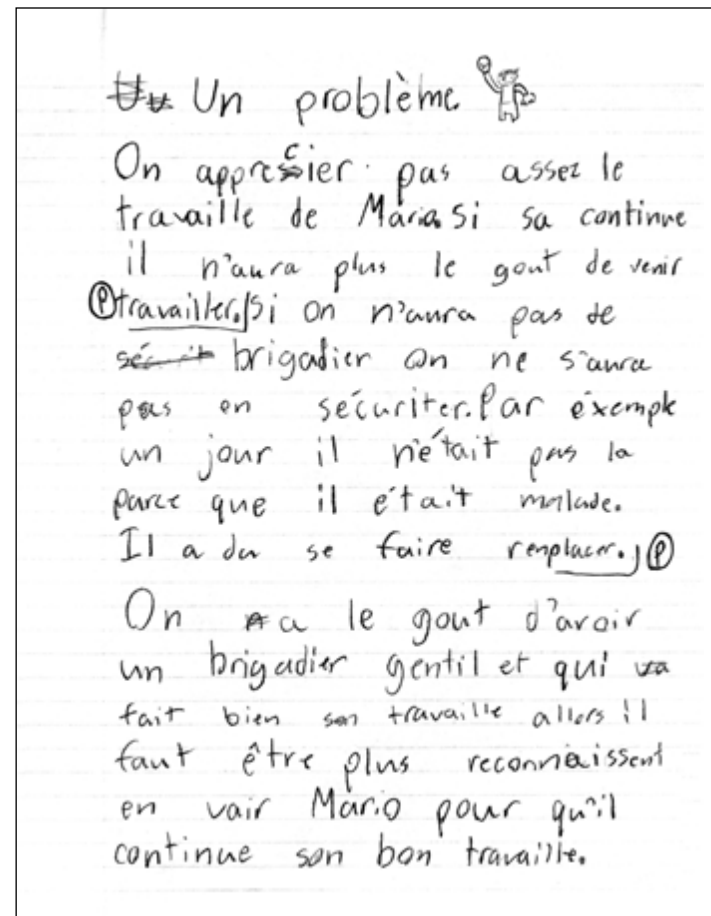 Un problème
On apprecier pas assez le
travaille de Mario. Si sa continue
il n'aura plus le gout de venir
Ⓟ travailler. Si on n'aura pas de
brigadier on ne s'aura
pas en sécuriter. Par exemple
un jour il n'était pas la
parce que il était malade.
Il a du se faire remplacer. Ⓟ
On a le gout d'avoir
un brigadier gentil et qui
fait bien son travaille allors il
faut être plus reconnaissent
en vair Mario pour qu'il
continue son bon travaille.